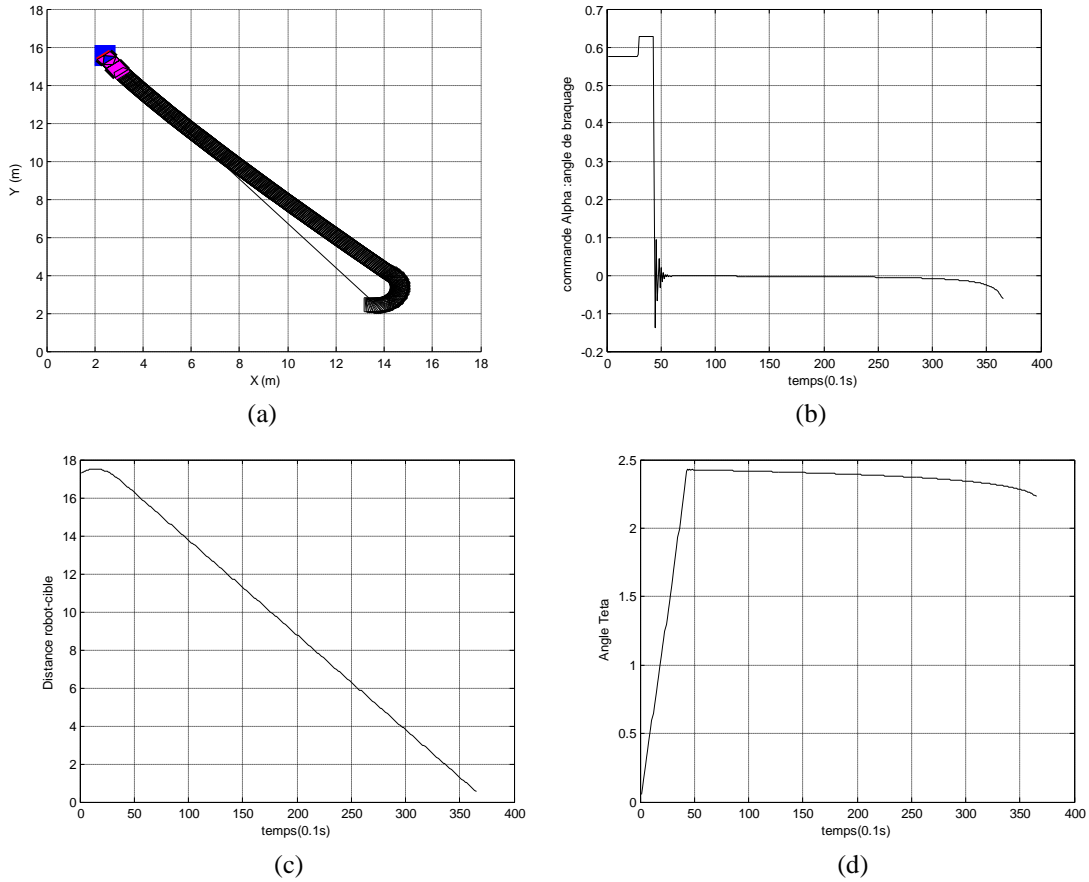 18
16
14
12
10
8
6
4
2
0
Y (m)
0 2 4 6 8 10 12 14 16 18
X (m)
(a)
0.7
0.6
0.5
0.4
0.3
0.2
0.1
0
-0.1
-0.2
commande Alpha :angle de braquage
0 50 100 150 200 250 300 350 400
temps(0.1s)
(b)
18
16
14
12
10
8
6
4
2
0
Distance robot-cible
0 50 100 150 200 250 300 350 400
temps(0.1s)
(c)
2.5
2
1.5
1
0.5
0
Angle Teta
0 50 100 150 200 250 300 350 400
temps(0.1s)
(d)